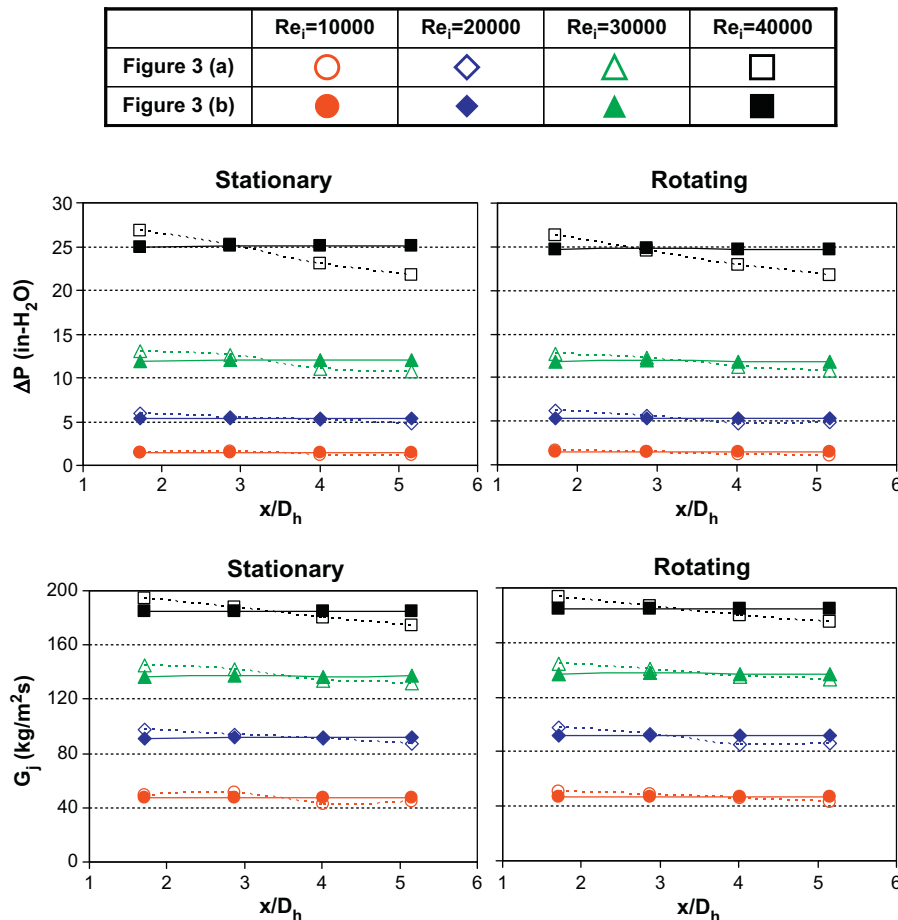 Re_i=10000 Re_i=20000 Re_i=30000 Re_i=40000
Figure 3 (a)
Figure 3 (b)
Stationary Rotating
30
25
20
15
10
5
0
ΔP (in-H₂O)
1 2 3 4 5 6 1 2 3 4 5 6
x/D_h x/D_h
Stationary Rotating
200
160
120
80
40
0
G_j (kg/m²s)
1 2 3 4 5 6 1 2 3 4 5 6
x/D_h x/D_h